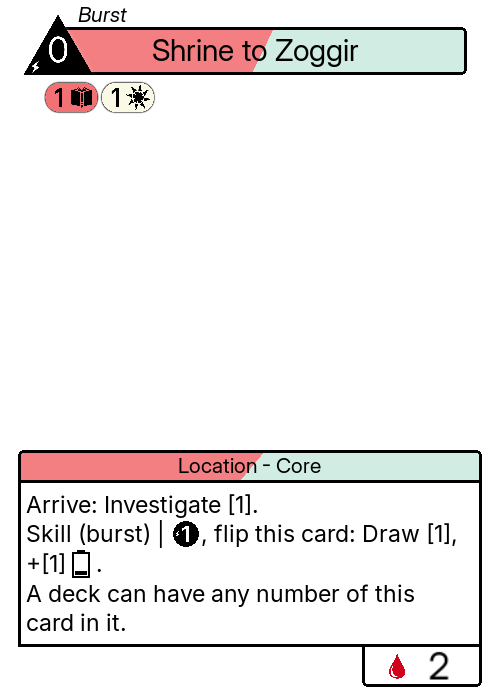 Burst
0
Shrine to Zoggir
1 1
Location - Core
Arrive: Investigate [1].
Skill (burst) | 1, flip this card: Draw [1],
+[1] .
A deck can have any number of this
card in it.
2